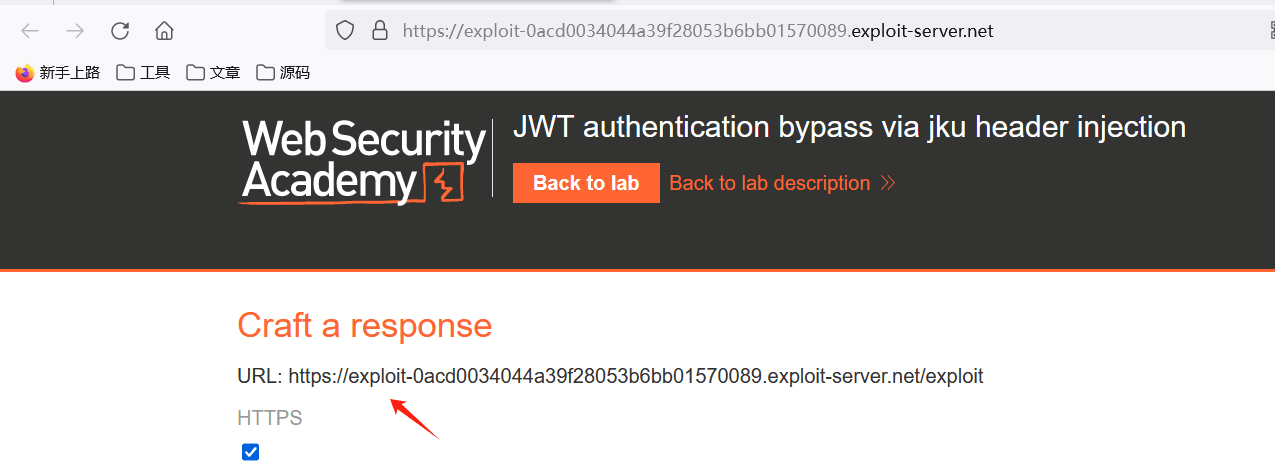 https://exploit-0acd0034044a39f28053b6bb01570089.exploit-server.net
新手上路 工具 文章 源码
WebSecurity
Academy
JWT authentication bypass via jku header injection
Back to lab Back to lab description
Craft a response
URL: https://exploit-0acd0034044a39f28053b6bb01570089.exploit-server.net/exploit
HTTPS